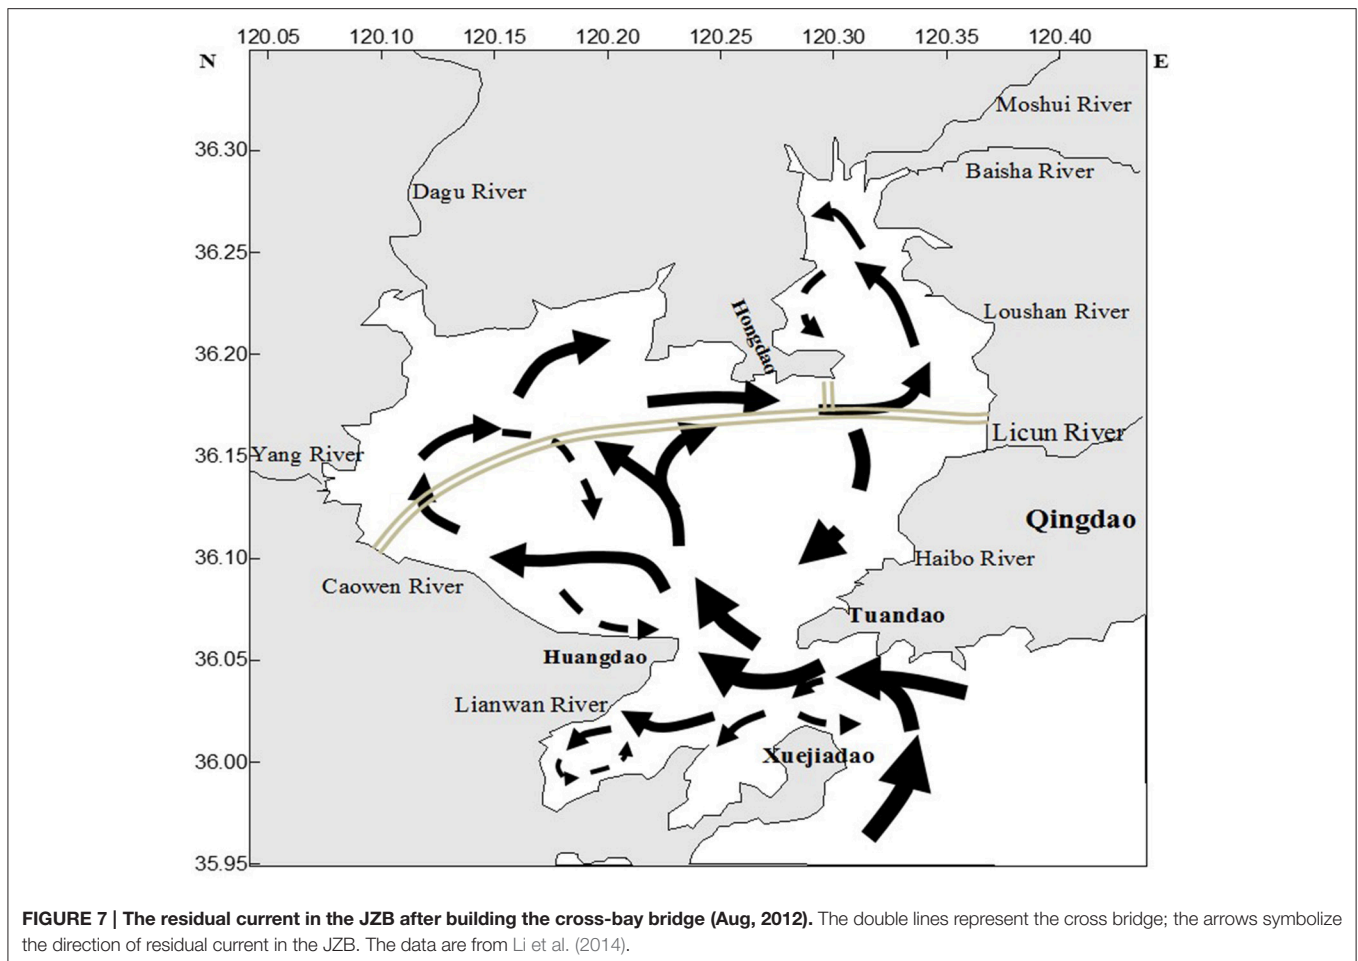 120.05 120.10 120.15 120.20 120.25 120.30 120.35 120.40
N
E
Moshui River
36.30
Baisha River
Dagu River
36.25
Hongdao
Loushan River
36.20
Licun River
Yang River
36.15
Qingdao
36.10
Haibo River
Caowen River
Tuandao
36.05
Huangdao
Lianwan River
Xuejiadao
36.00
35.95
FIGURE 7 | The residual current in the JZB after building the cross-bay bridge (Aug, 2012). The double lines represent the cross bridge; the arrows symbolize
the direction of residual current in the JZB. The data are from Li et al. (2014).